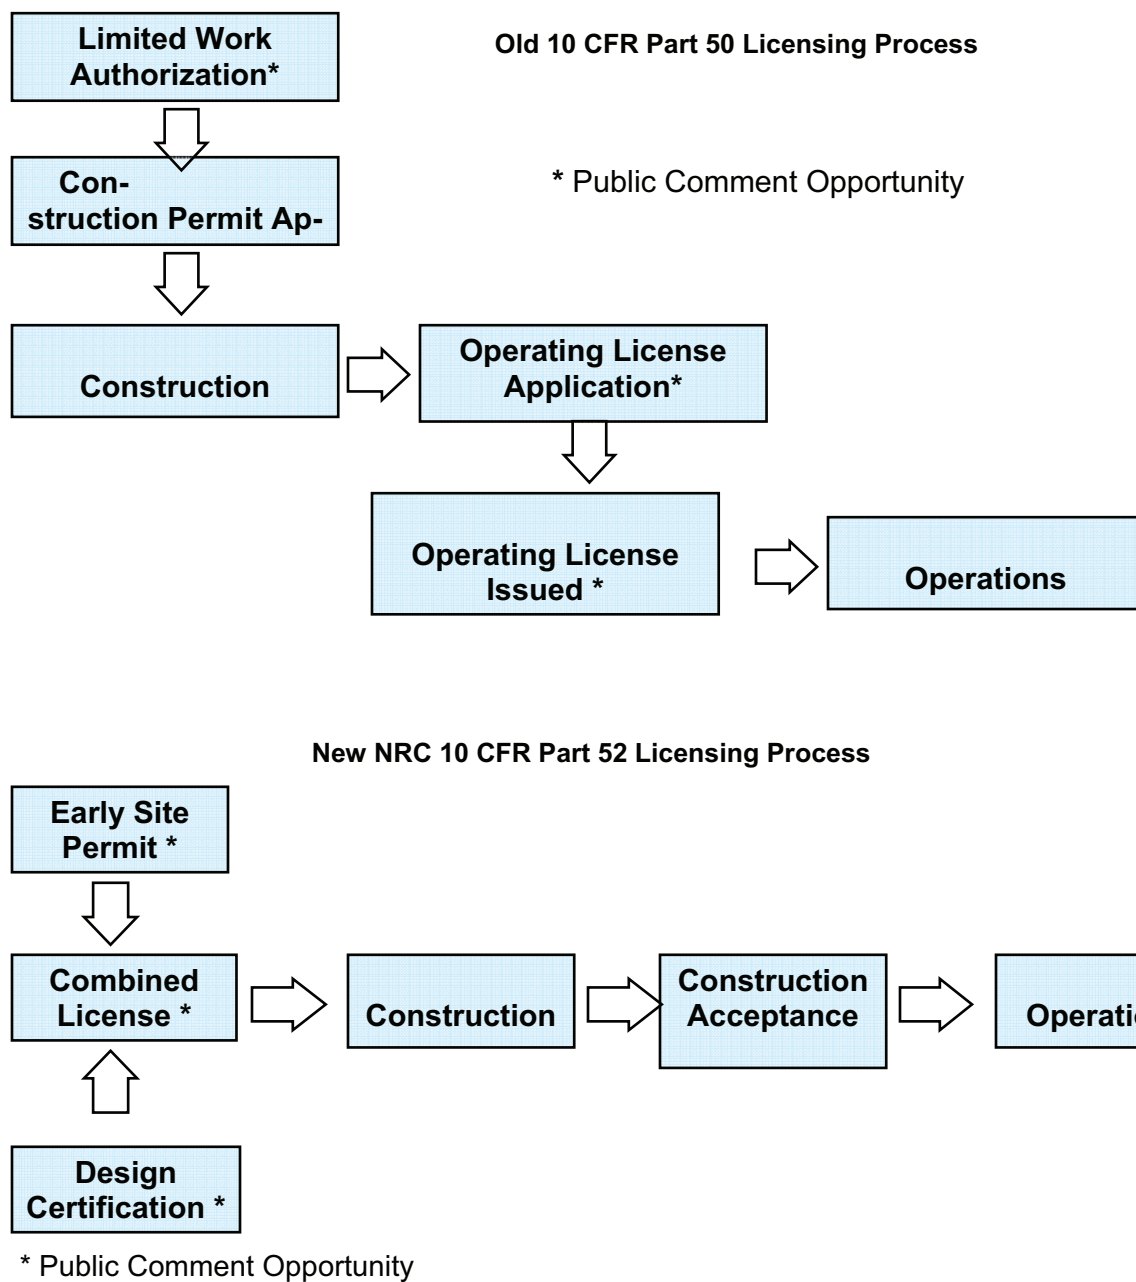 Limited Work
Authorization*
Old 10 CFR Part 50 Licensing Process
Con-
struction Permit Ap-
* Public Comment Opportunity
Construction
Operating License
Application*
Operating License
Issued *
Operations
New NRC 10 CFR Part 52 Licensing Process
Early Site
Permit *
Combined
License *
Construction
Construction
Acceptance
Operatio
Design
Certification *
* Public Comment Opportunity